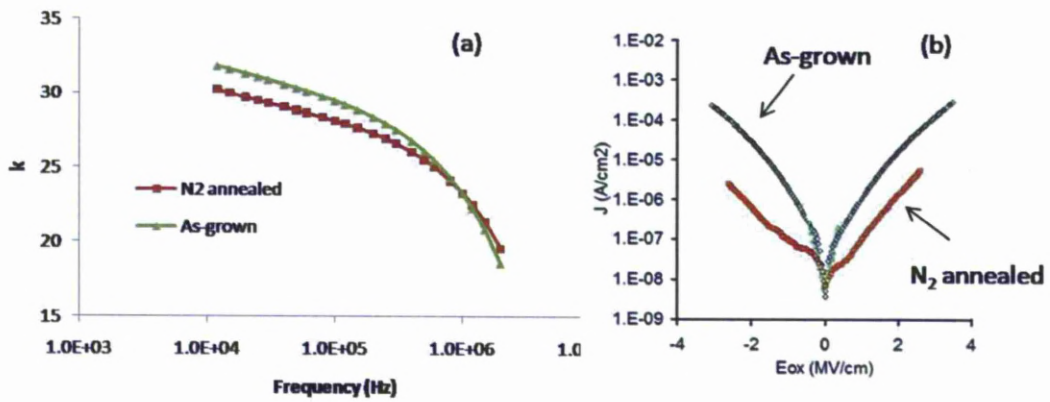 35
30
25
20
15
k
(a)
N2 annealed
As-grown
1.0E+03 1.0E+04 1.0E+05 1.0E+06 1.0
Frequency (Hz)
(b)
1.E-02
1.E-03
1.E-04
1.E-05
1.E-06
1.E-07
1.E-08
1.E-09
J (A/cm2)
As-grown
N₂ annealed
-4 -2 0 2 4
Eox (MV/cm)